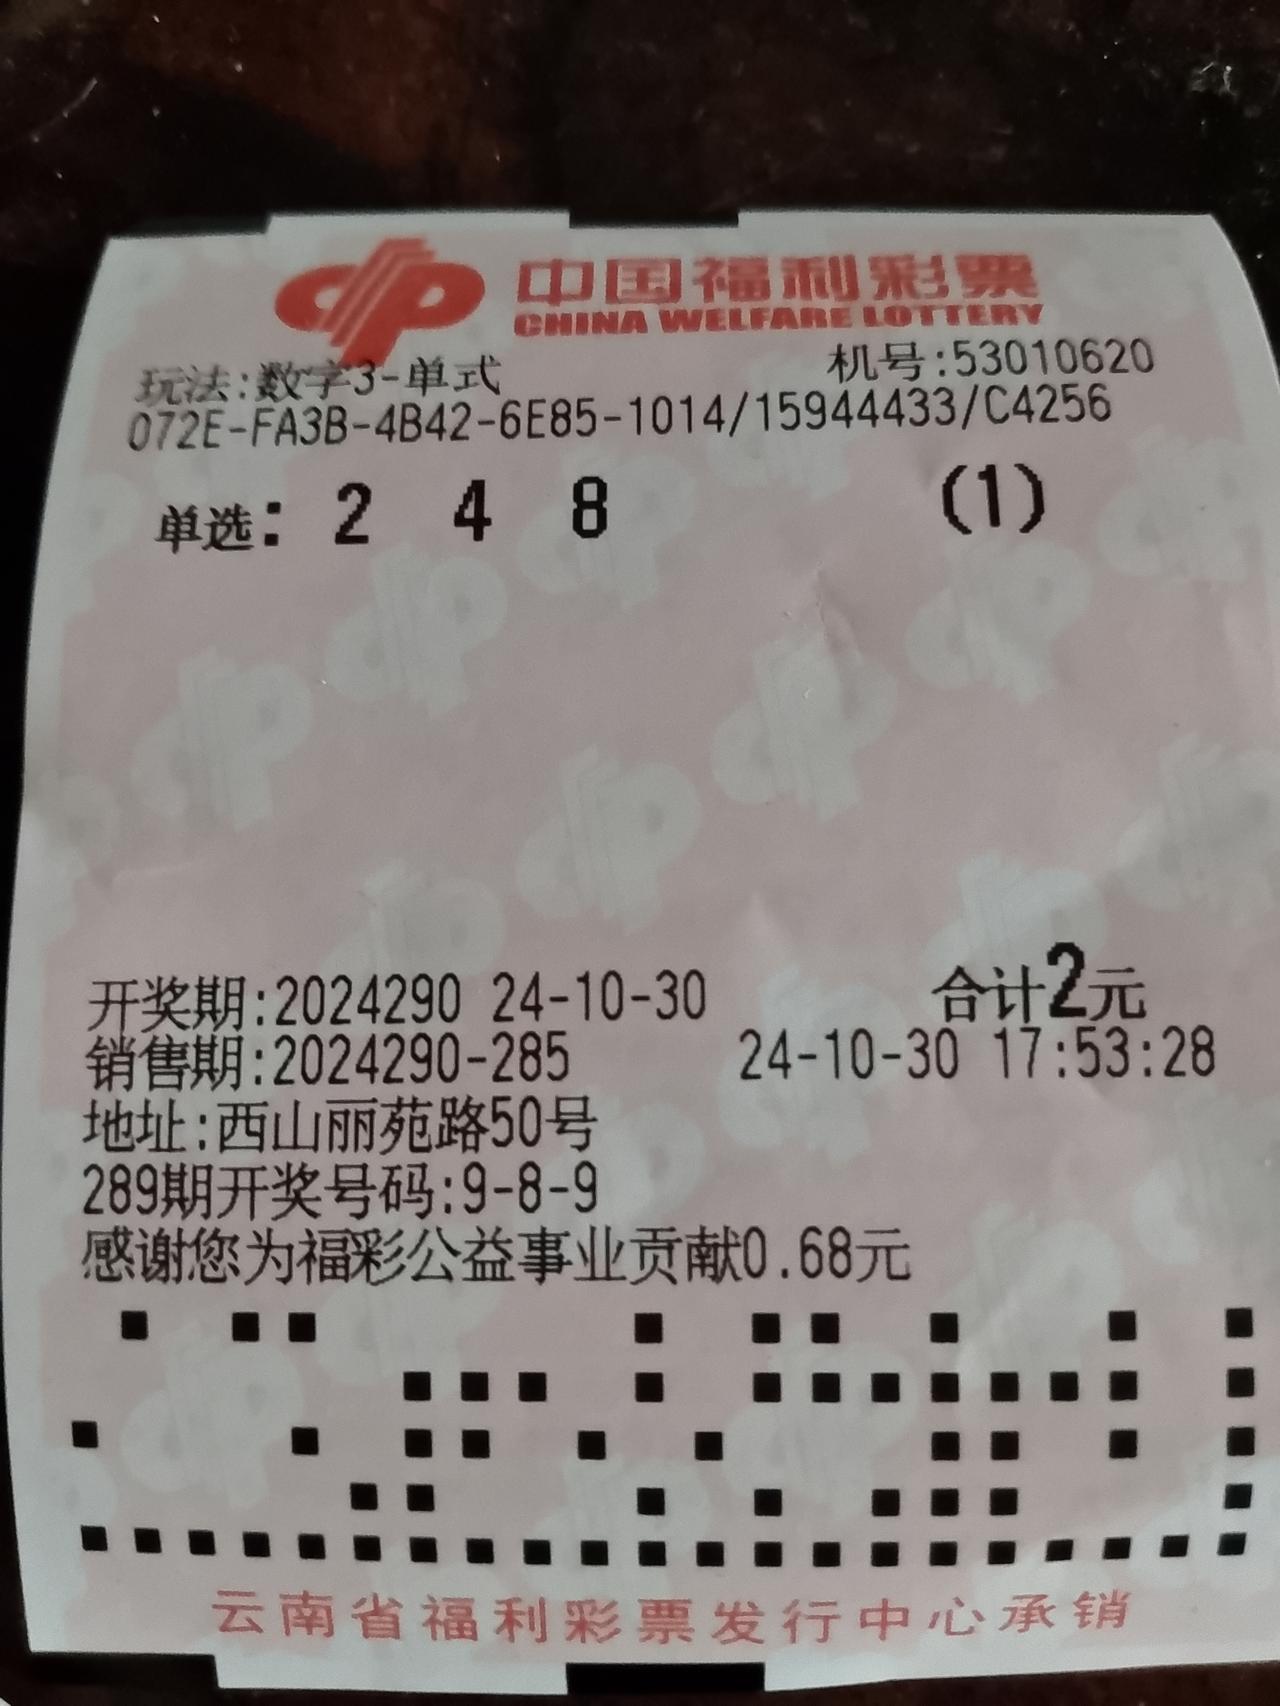 中国福利彩票
CHINA WELFARE LOTTERY
玩法:数字3-单式 机号:53010620
072E-FA3B-4B42-6E85-1014/15944433/C4256
单选: 2 4 8 (1)
开奖期:2024290 24-10-30 合计2元
销售期:2024290-285 24-10-30 17:53:28
地址:西山丽苑路50号
289期开奖号码:9-8-9
感谢您为福彩公益事业贡献0.68元
云南省福利彩票发行中心承销